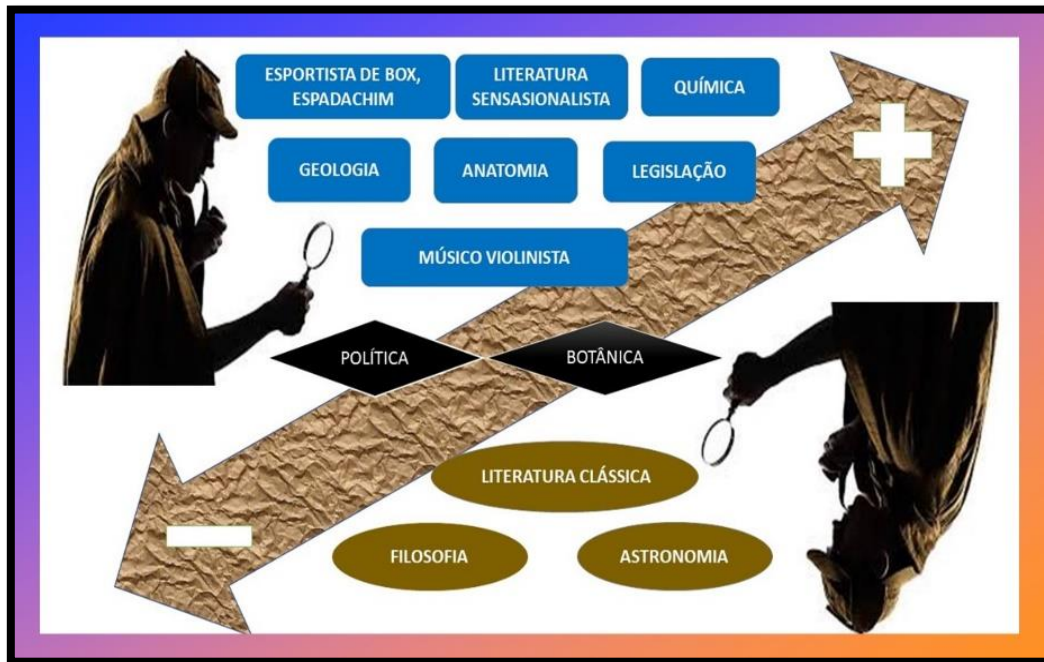 ESPORTISTA DE BOX,
ESPADACHIM
LITERATURA
SENSASIONALISTA
QUÍMICA
GEOLOGIA
ANATOMIA
LEGISLAÇÃO
MÚSICO VIOLINISTA
POLÍTICA
BOTÂNICA
LITERATURA CLÁSSICA
FILOSOFIA
ASTRONOMIA